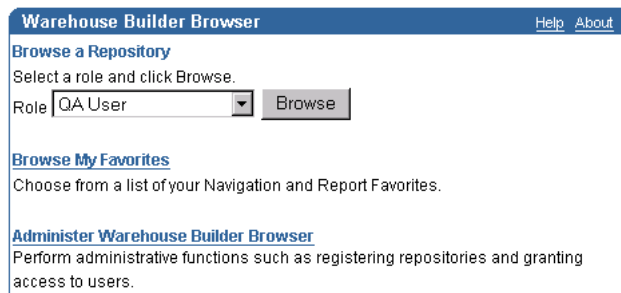 Warehouse Builder Browser Help About
Browse a Repository
Select a role and click Browse.
Role QA User Browse
Browse My Favorites
Choose from a list of your Navigation and Report Favorites.
Administer Warehouse Builder Browser
Perform administrative functions such as registering repositories and granting
access to users.